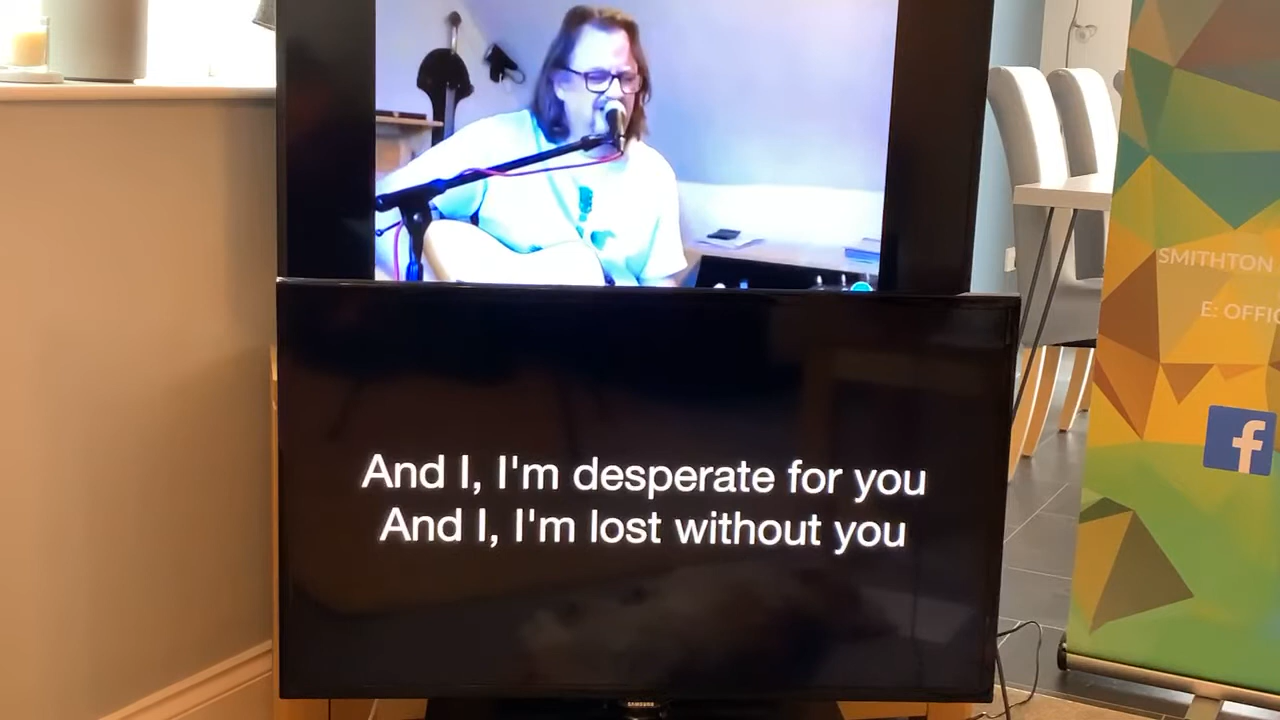 SMITHTON
E: OFFIC
f
And I, I'm desperate for you
And I, I'm lost without you
SAMSUNG